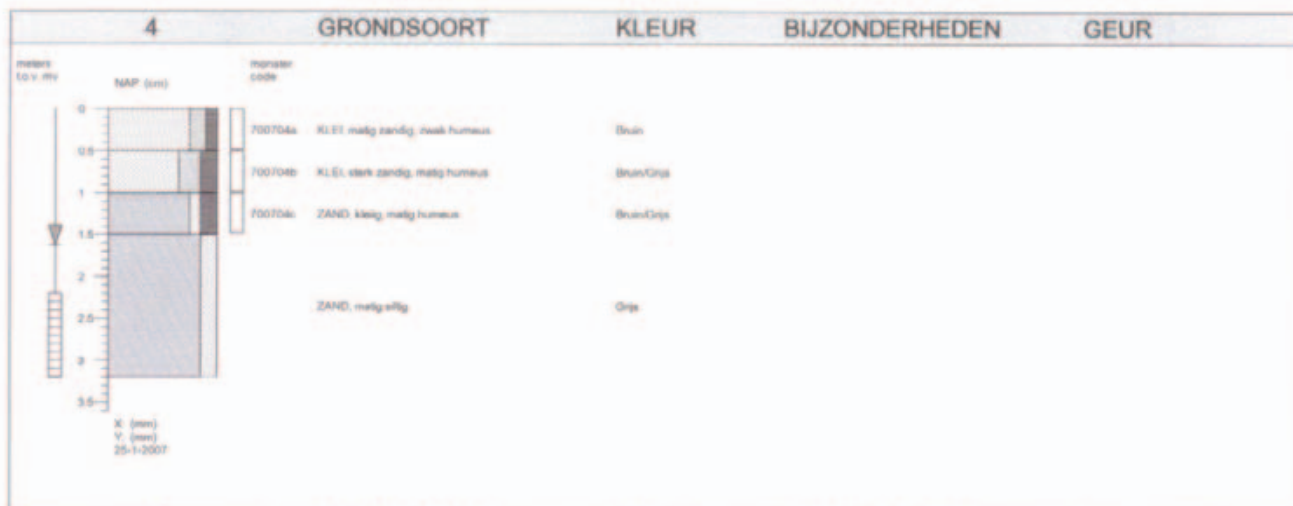 4 GRONDSOORT KLEUR BIJZONDERHEDEN GEUR
meters monster
t.o.v. mv NAP (cm) code
0
700704a KLEI, matig zandig, zwak humeus Bruin
0.5
700704b KLEI, sterk zandig, matig humeus Bruin/Grijs
1
700704c ZAND, kleiig, matig humeus Bruin/Grijs
1.5
2
ZAND, matig siltig Grijs
2.5
3
3.5
X: (mm)
Y: (mm)
25-1-2007